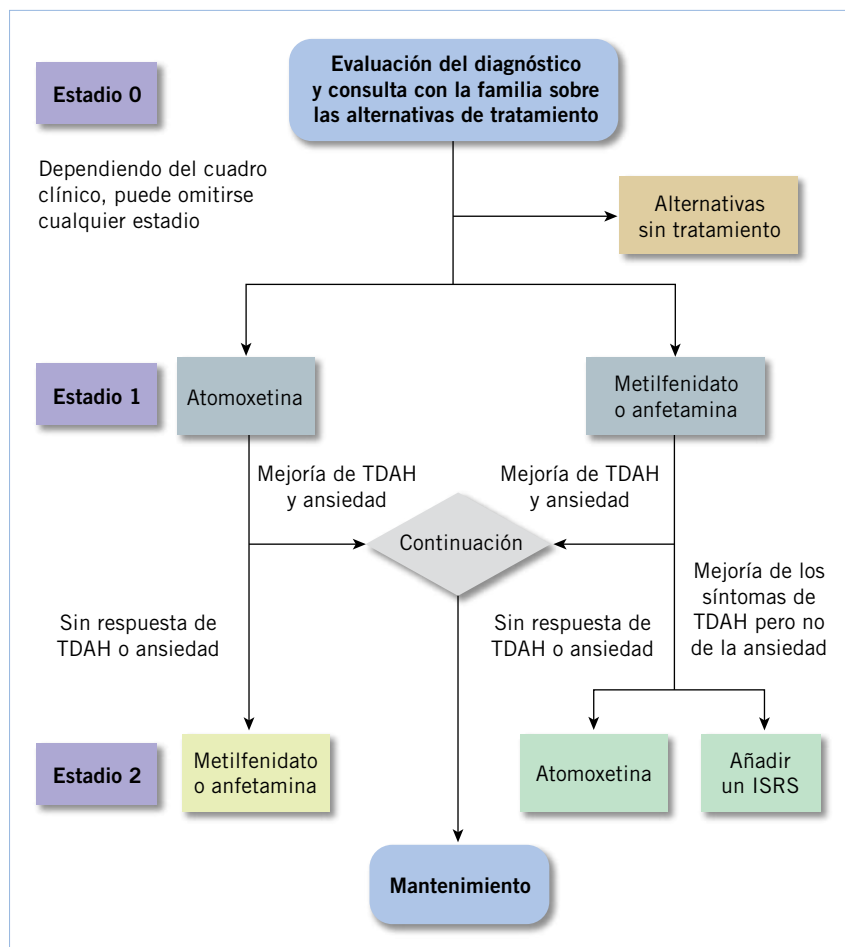 Evaluación del diagnóstico
y consulta con la familia sobre
las alternativas de tratamiento
Estadio 0
Dependiendo del cuadro
clínico, puede omitirse
cualquier estadio
Alternativas
sin tratamiento
Estadio 1
Atomoxetina
Metilfenidato
o anfetamina
Mejoría de TDAH
y ansiedad
Mejoría de TDAH
y ansiedad
Continuación
Sin respuesta de
TDAH o ansiedad
Sin respuesta de
TDAH o ansiedad
Mejoría de los
síntomas de
TDAH pero no
de la ansiedad
Estadio 2
Metilfenidato
o anfetamina
Atomoxetina
Añadir
un ISRS
Mantenimiento